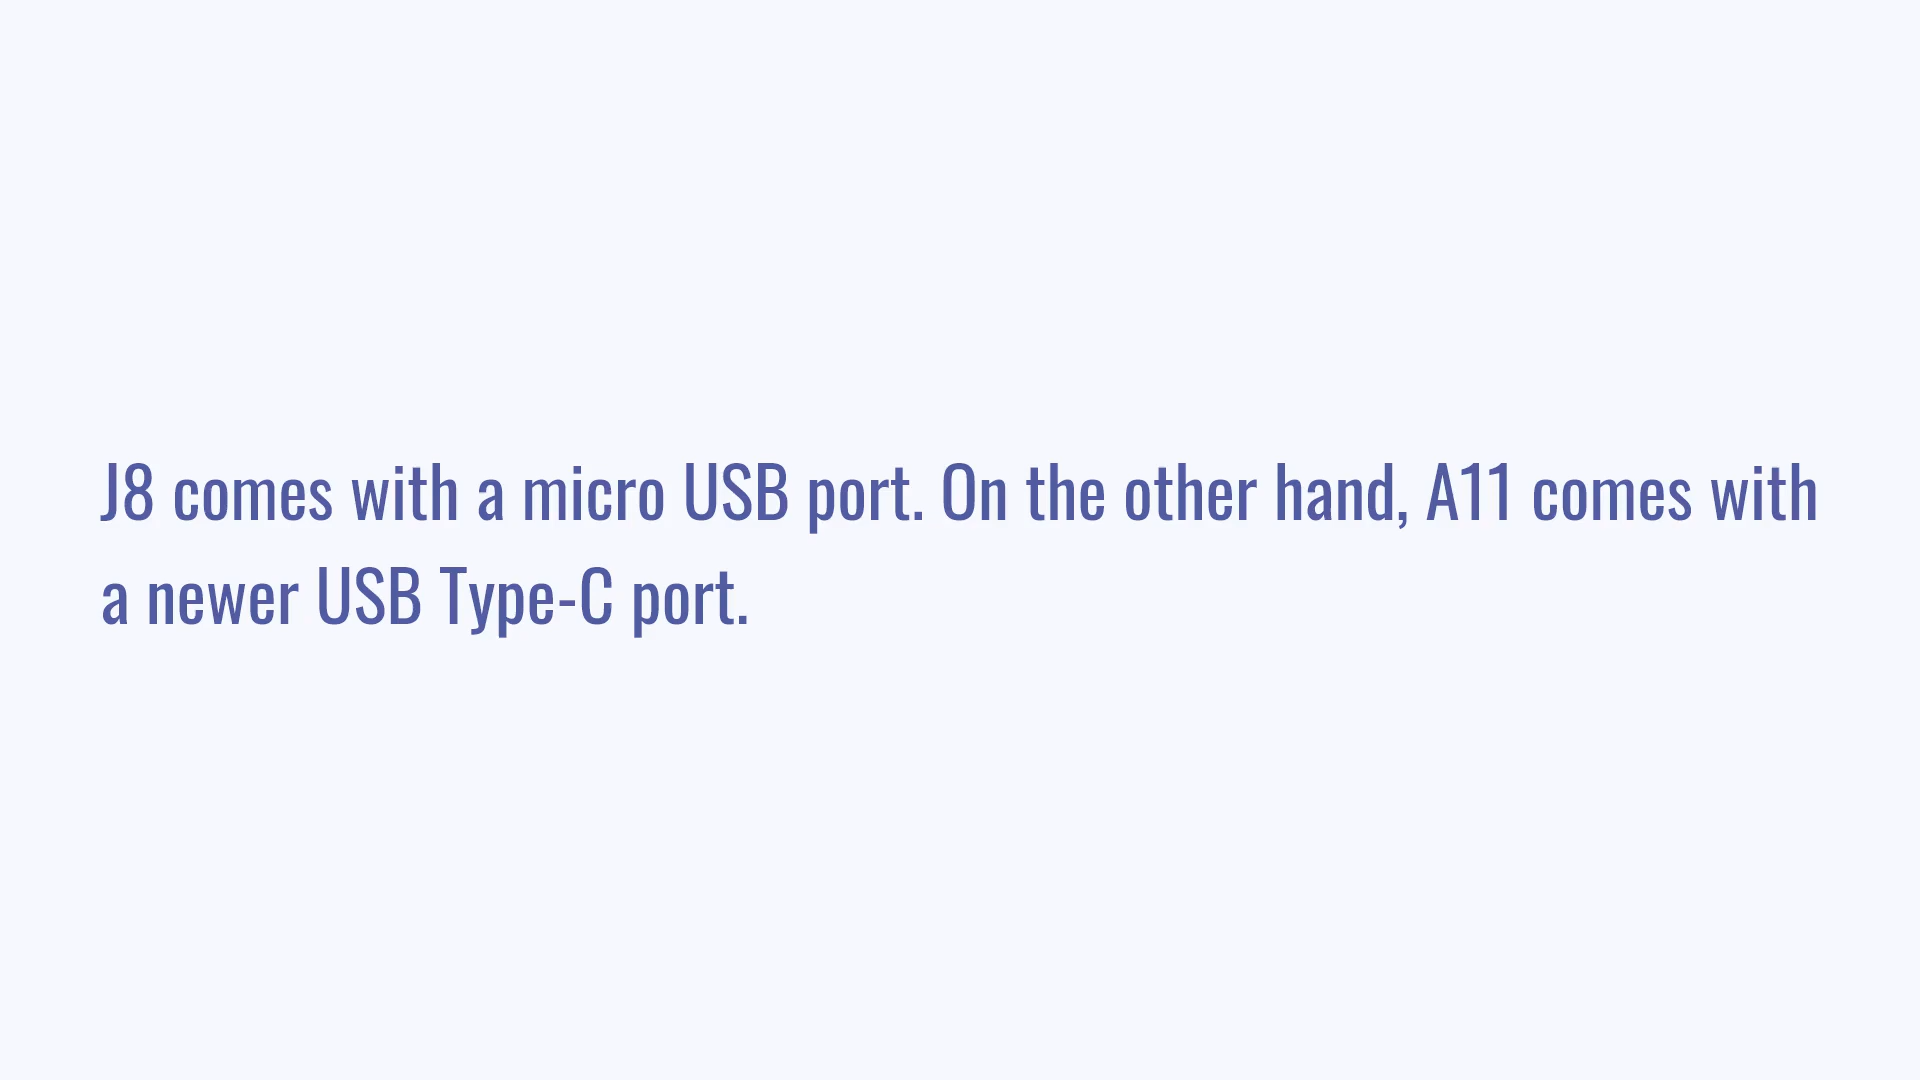 J8 comes with a micro USB port. On the other hand, A11 comes with
a newer USB Type-C port.